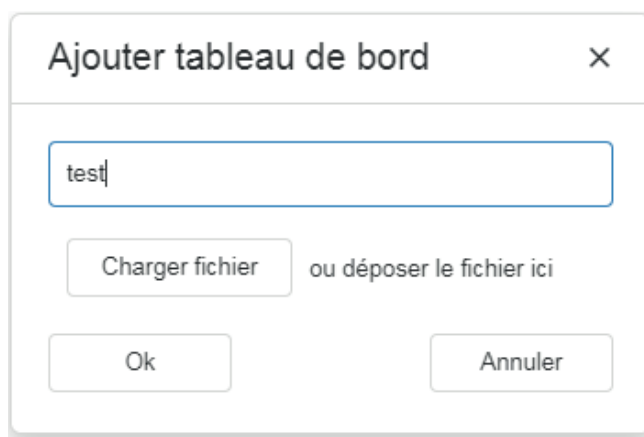 Ajouter tableau de bord ×
test
Charger fichier ou déposer le fichier ici
Ok Annuler